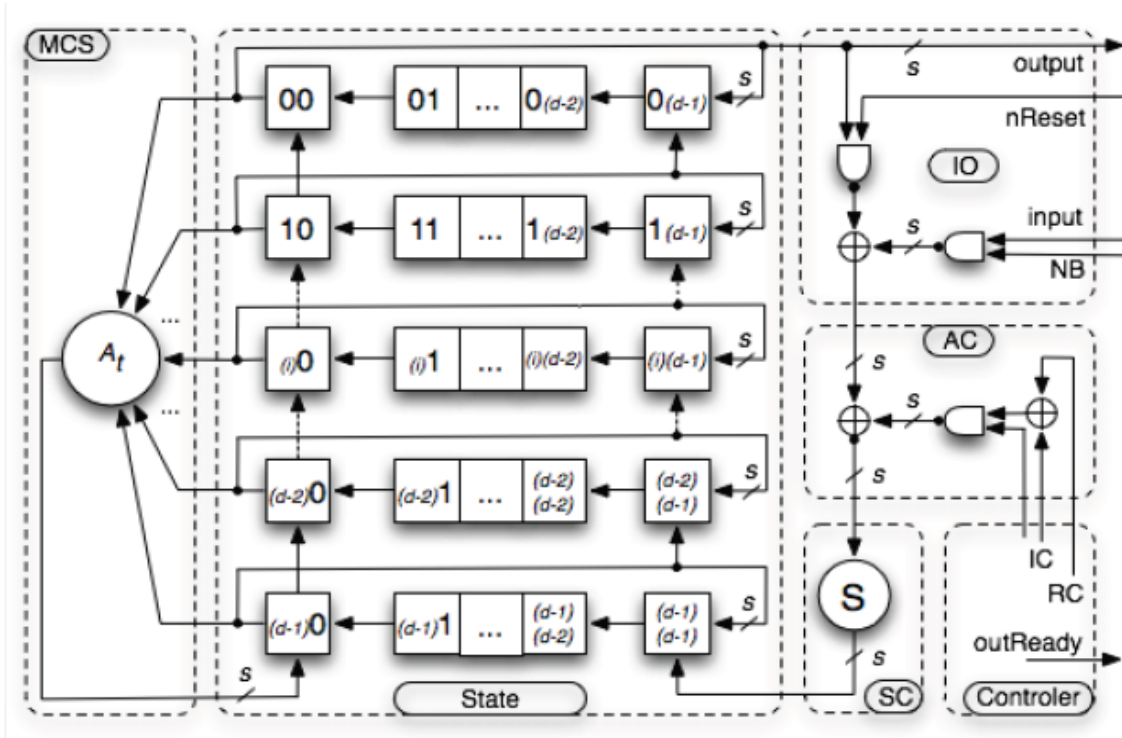 MCS
s
output
s
00
01
...
0(d-2)
0(d-1)
nReset
IO
s
10
11
...
1(d-2)
1(d-1)
s
input
NB
...
At
...
(i)0
(i)1
...
(i)(d-2)
(i)(d-1)
s
AC
s
s
(d-2)0
(d-2)1
...
(d-2)
(d-2)
(d-2)
(d-1)
s
s
IC
RC
(d-1)0
(d-1)1
...
(d-1)
(d-2)
(d-1)
(d-1)
s
S
outReady
s
s
State
SC
Controler